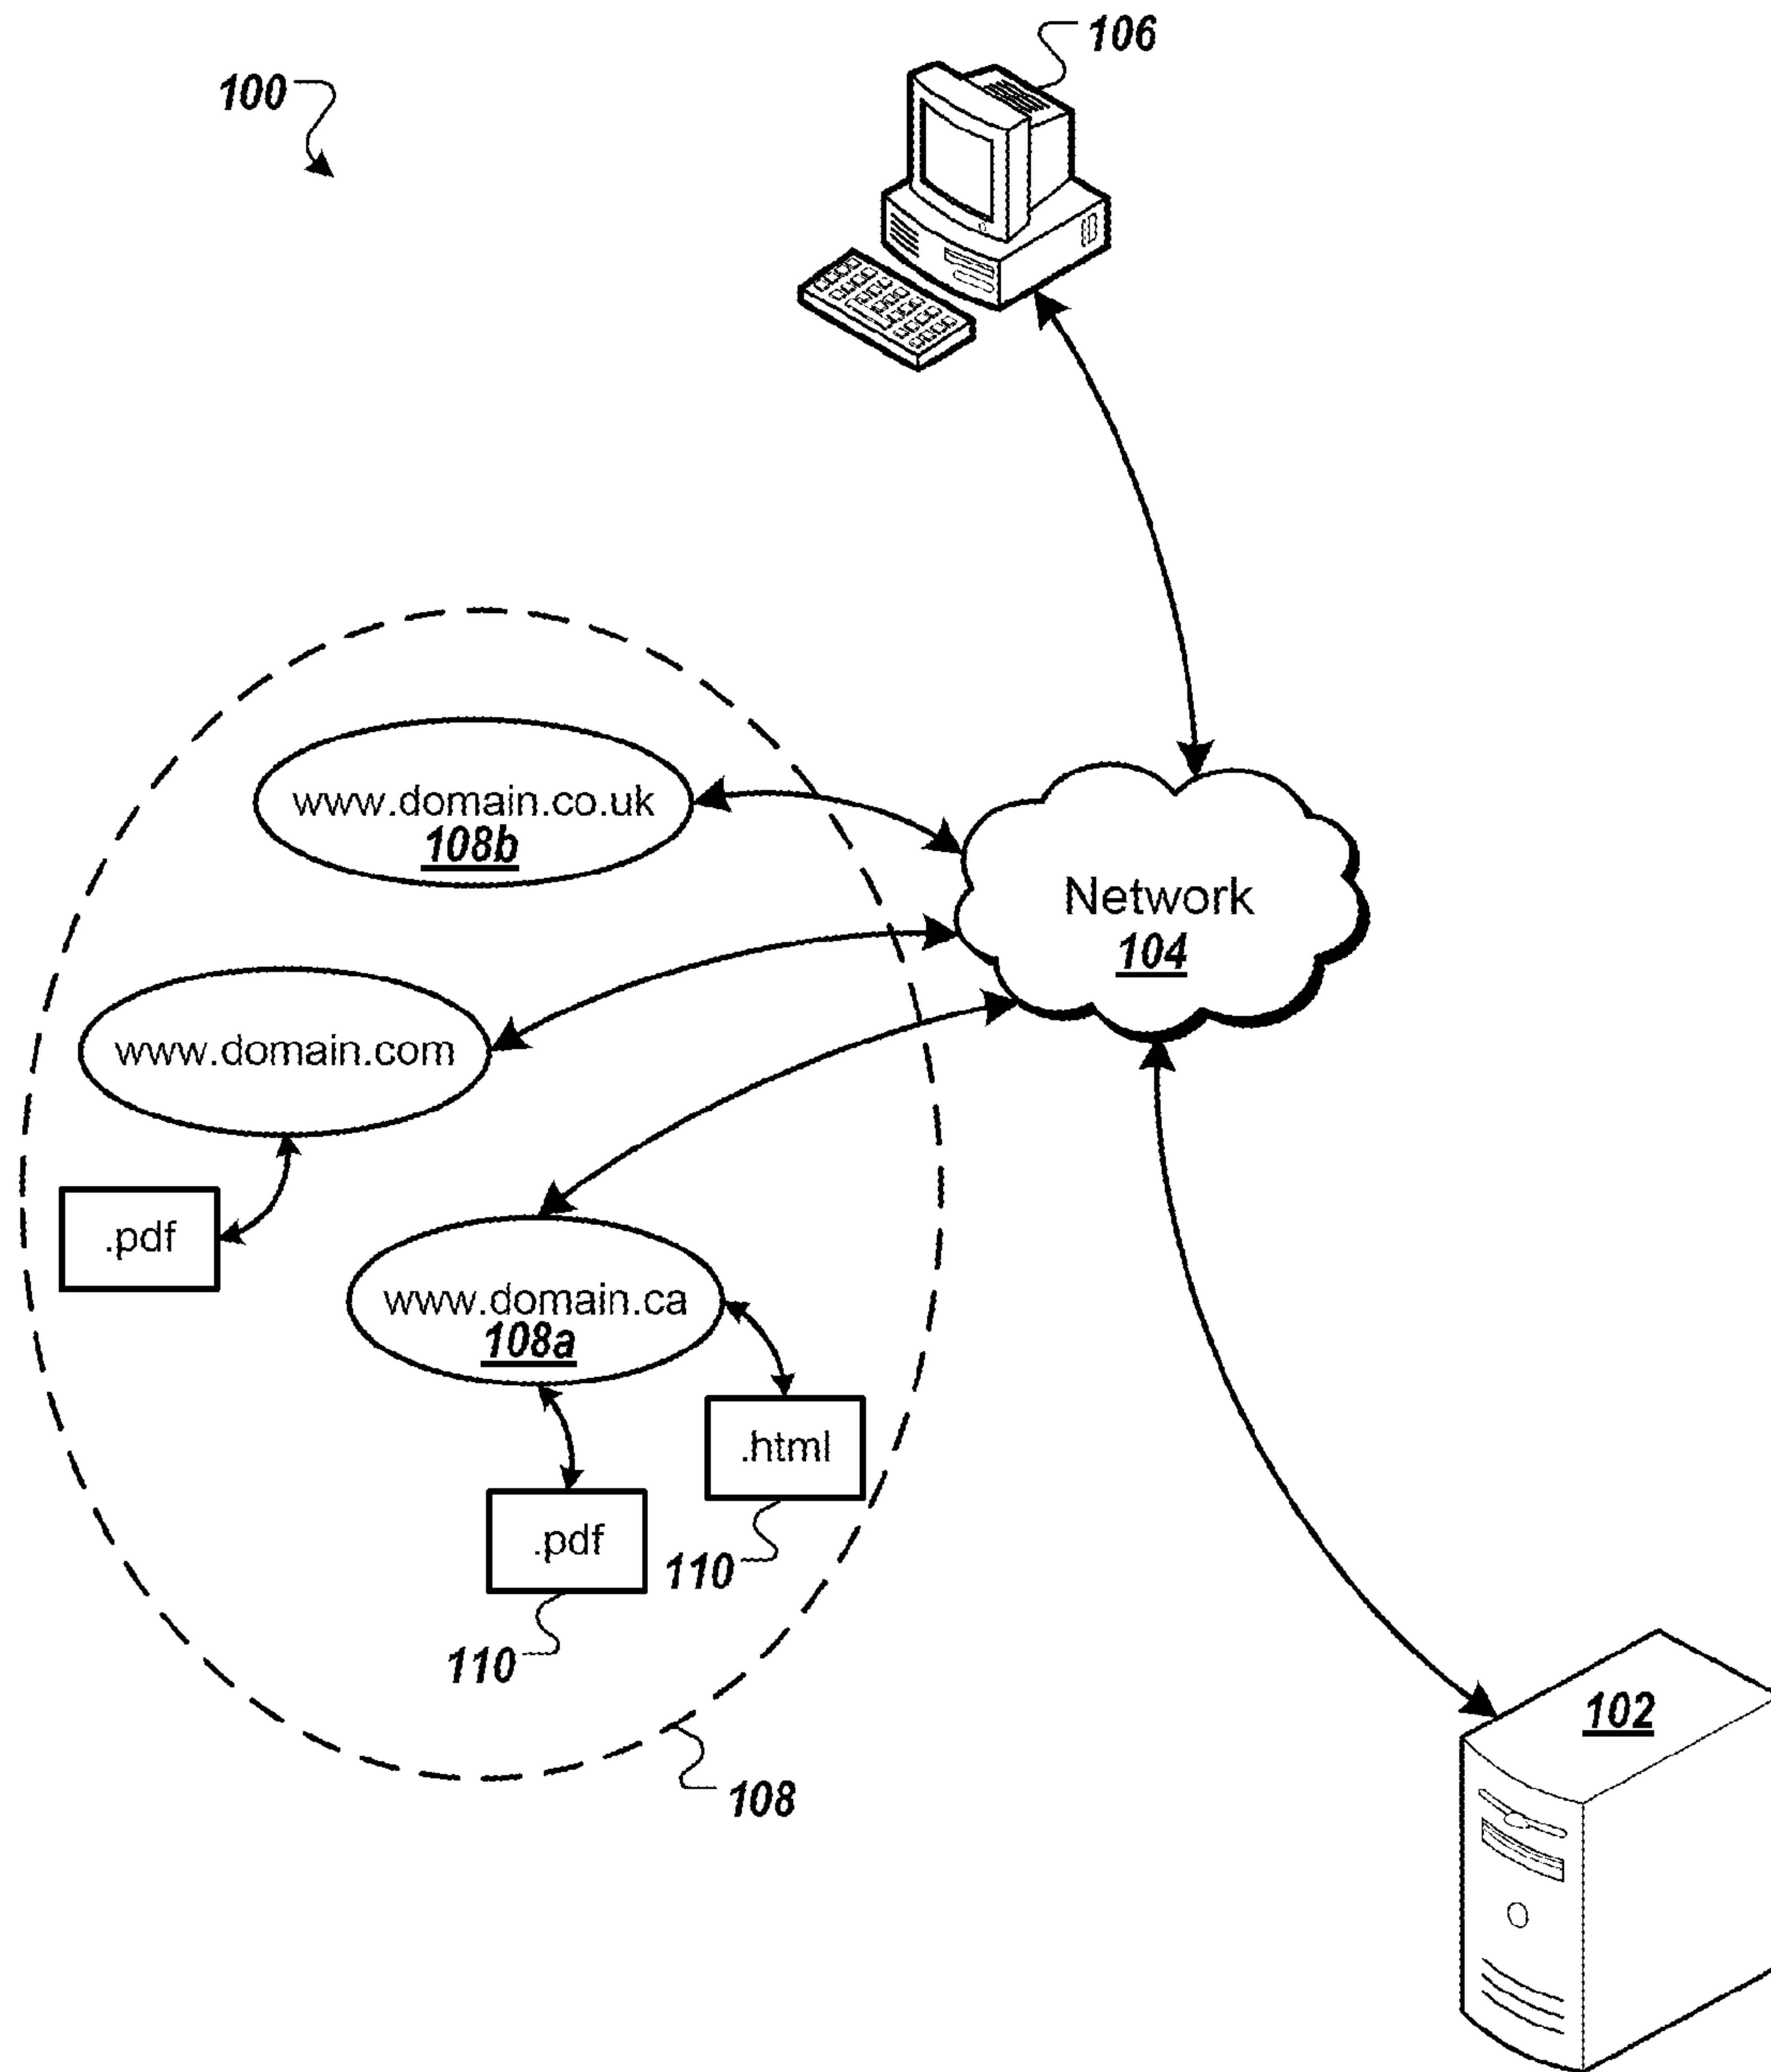 106
100
www.domain.co.uk
108b
Network
104
www.domain.com
.pdf
www.domain.ca
108a
.html
.pdf
110
110
102
108